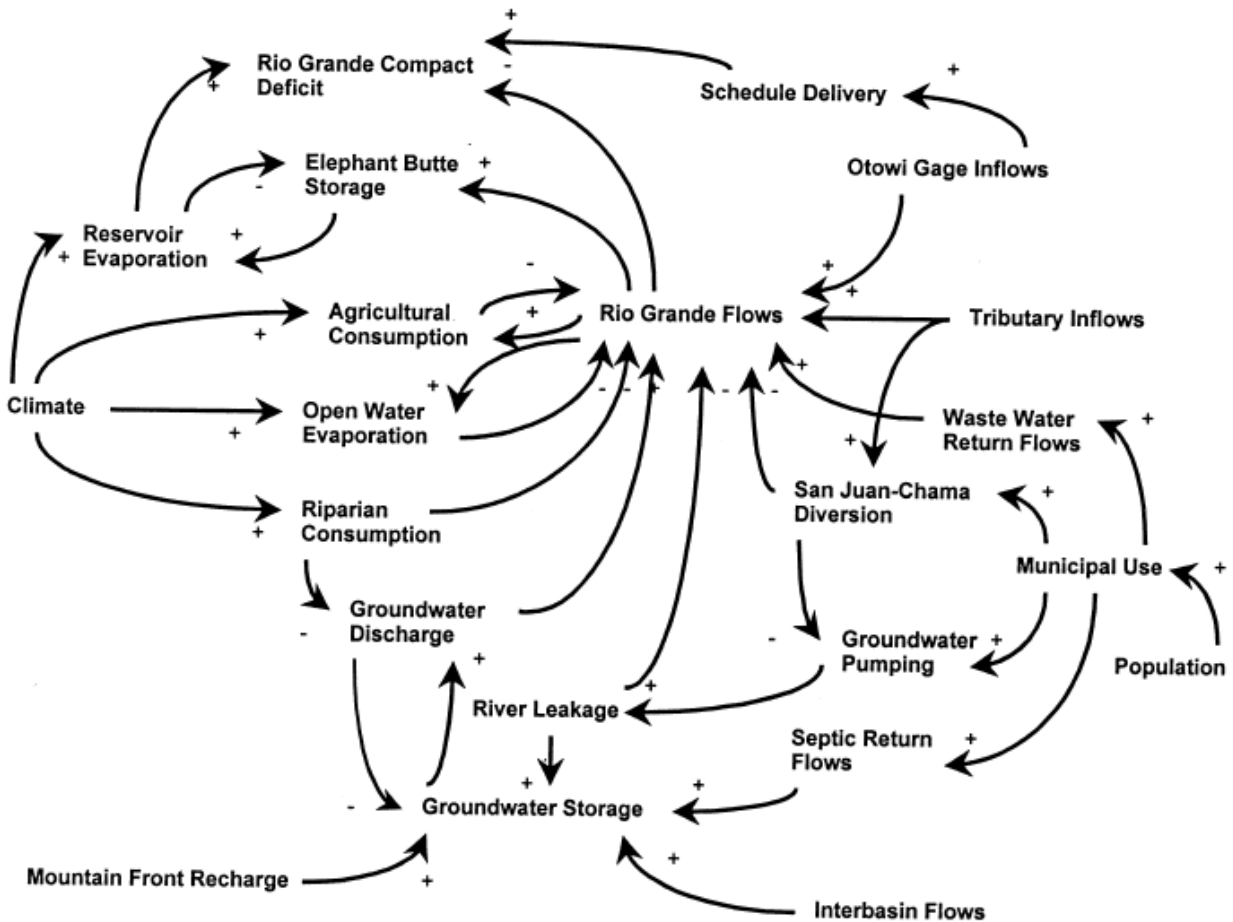 +
Rio Grande Compact
Deficit
-
+
+
Schedule Delivery
Elephant Butte
Storage
+
-
Otowi Gage Inflows
Reservoir
Evaporation
+
+
-
+
+
Agricultural
Consumption
+
+
Rio Grande Flows
Tributary Inflows
+
+
-
-
+
-
-
Climate
Open Water
Evaporation
+
Waste Water
Return Flows
+
+
San Juan-Chama
Diversion
+
Riparian
Consumption
+
Municipal Use
+
Groundwater
Discharge
-
-
Groundwater
Pumping
+
Population
+
River Leakage
+
Septic Return
Flows
+
+
+
-
Groundwater Storage
Mountain Front Recharge
+
+
Interbasin Flows